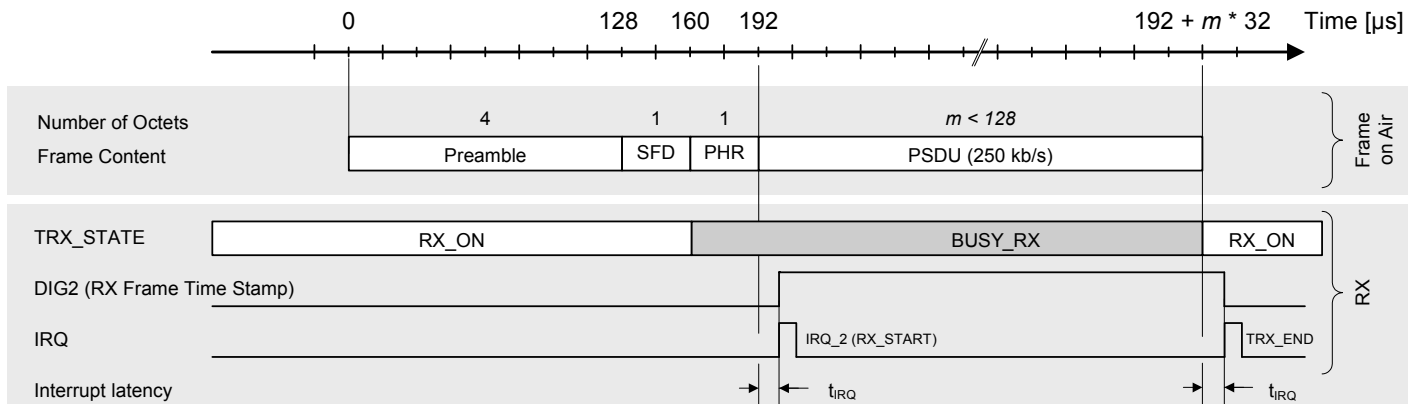 0 128 160 192 192 + m * 32 Time [µs]
Number of Octets 4 1 1 m < 128
Frame Content Preamble SFD PHR PSDU (250 kb/s)
Frame
on Air
TRX_STATE RX_ON BUSY_RX RX_ON
DIG2 (RX Frame Time Stamp)
IRQ IRQ_2 (RX_START) TRX_END
Interrupt latency tIRQ tIRQ
RX